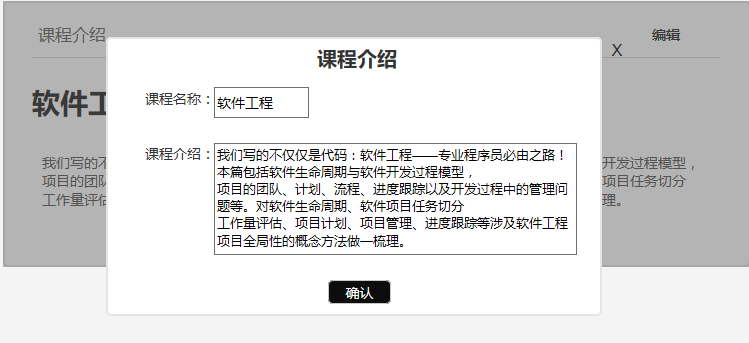 课程介绍
编辑
X
课程介绍
课程名称：
软件工程
软件工
课程介绍：
我们写的不仅仅是代码：软件工程——专业程序员必由之路！
本篇包括软件生命周期与软件开发过程模型，
项目的团队、计划、流程、进度跟踪以及开发过程中的管理问
题等。对软件生命周期、软件项目任务切分
工作量评估、项目计划、项目管理、进度跟踪等涉及软件工程
项目全局性的概念方法做一梳理。
我们写的不
开发过程模型，
项目的团队
项目任务切分
工作量评估
理。
确认